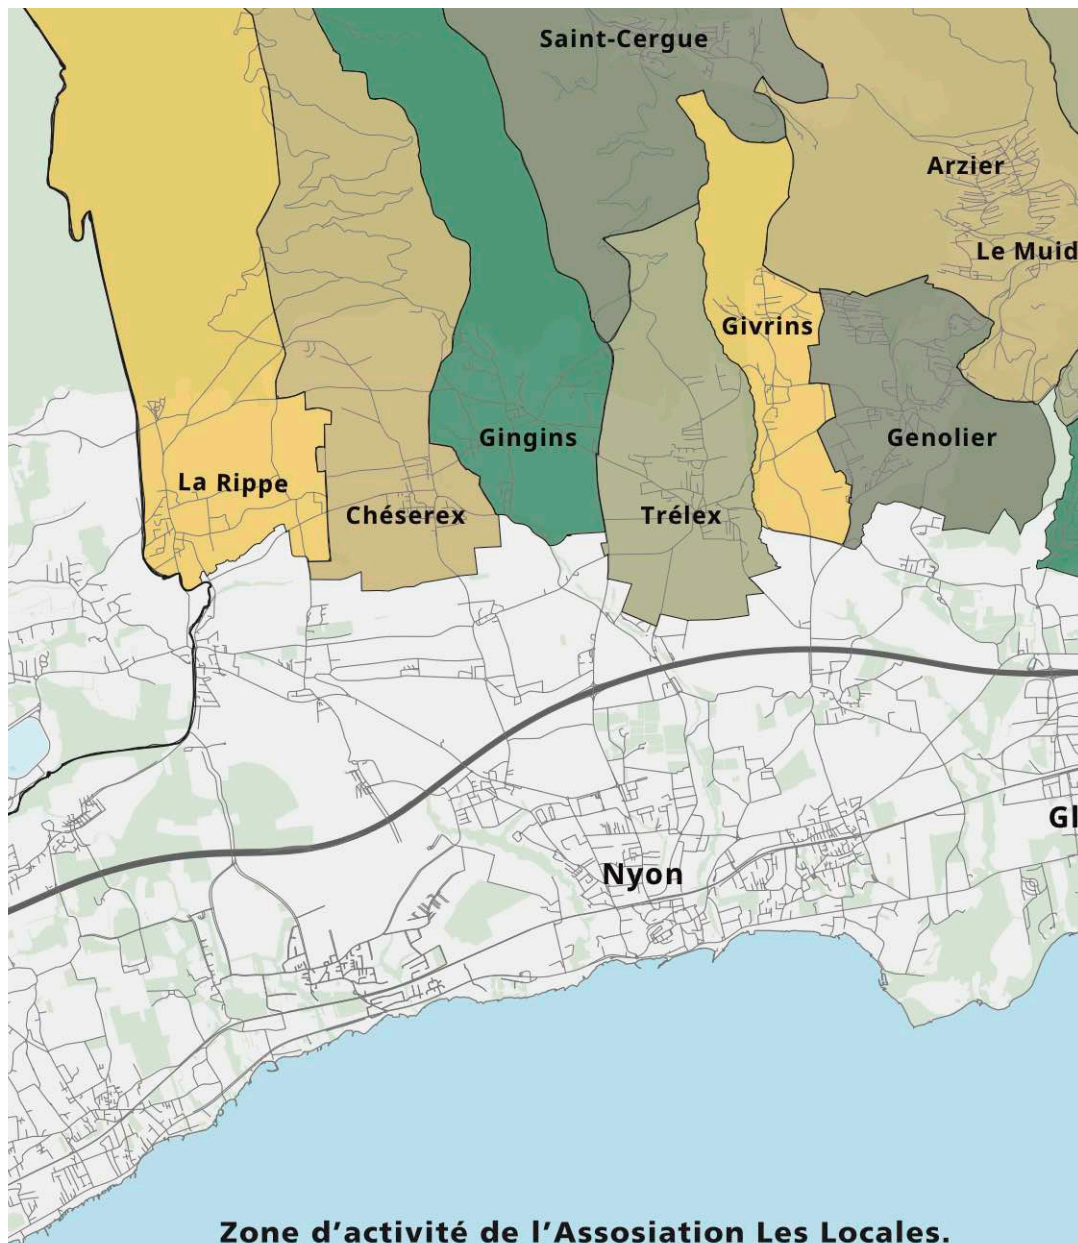 Saint-Cergue
Arzier
Le Muid
Givrins
Gingins
Genolier
La Rippe
Chéserex
Trélex
Gl
Nyon
Zone d’activité de l’Assosiation Les Locales.